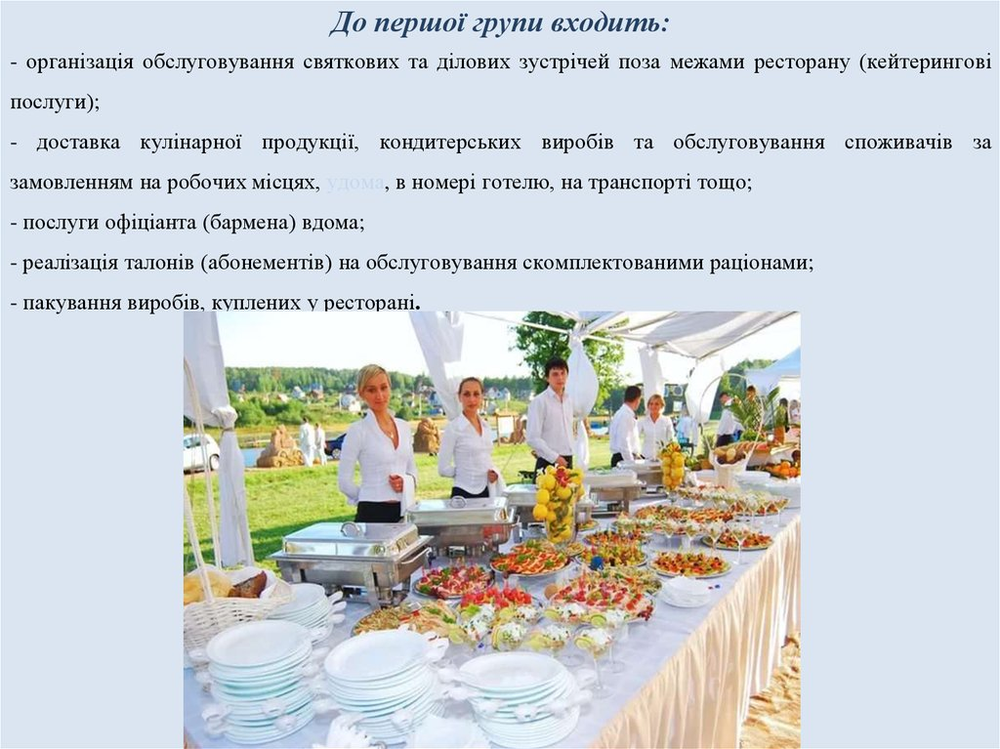 До першої групи входить:
- організація обслуговування святкових та ділових зустрічей поза межами ресторану (кейтерингові
послуги);
- доставка кулінарної продукції, кондитерських виробів та обслуговування споживачів за
замовленням на робочих місцях, удома, в номері готелю, на транспорті тощо;
- послуги офіціанта (бармена) вдома;
- реалізація талонів (абонементів) на обслуговування скомплектованими раціонами;
- пакування виробів, куплених у ресторані.